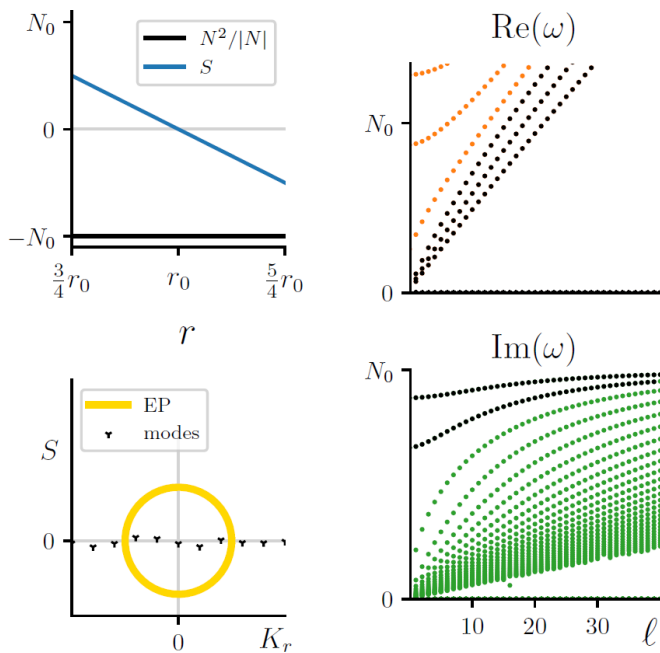 N₀
0
−N₀
N²/|N|
S
3/4 r₀
r₀
5/4 r₀
r
Re(ω)
N₀
0
S
0
EP
modes
0
K_r
Im(ω)
N₀
0
10
20
30
ℓ